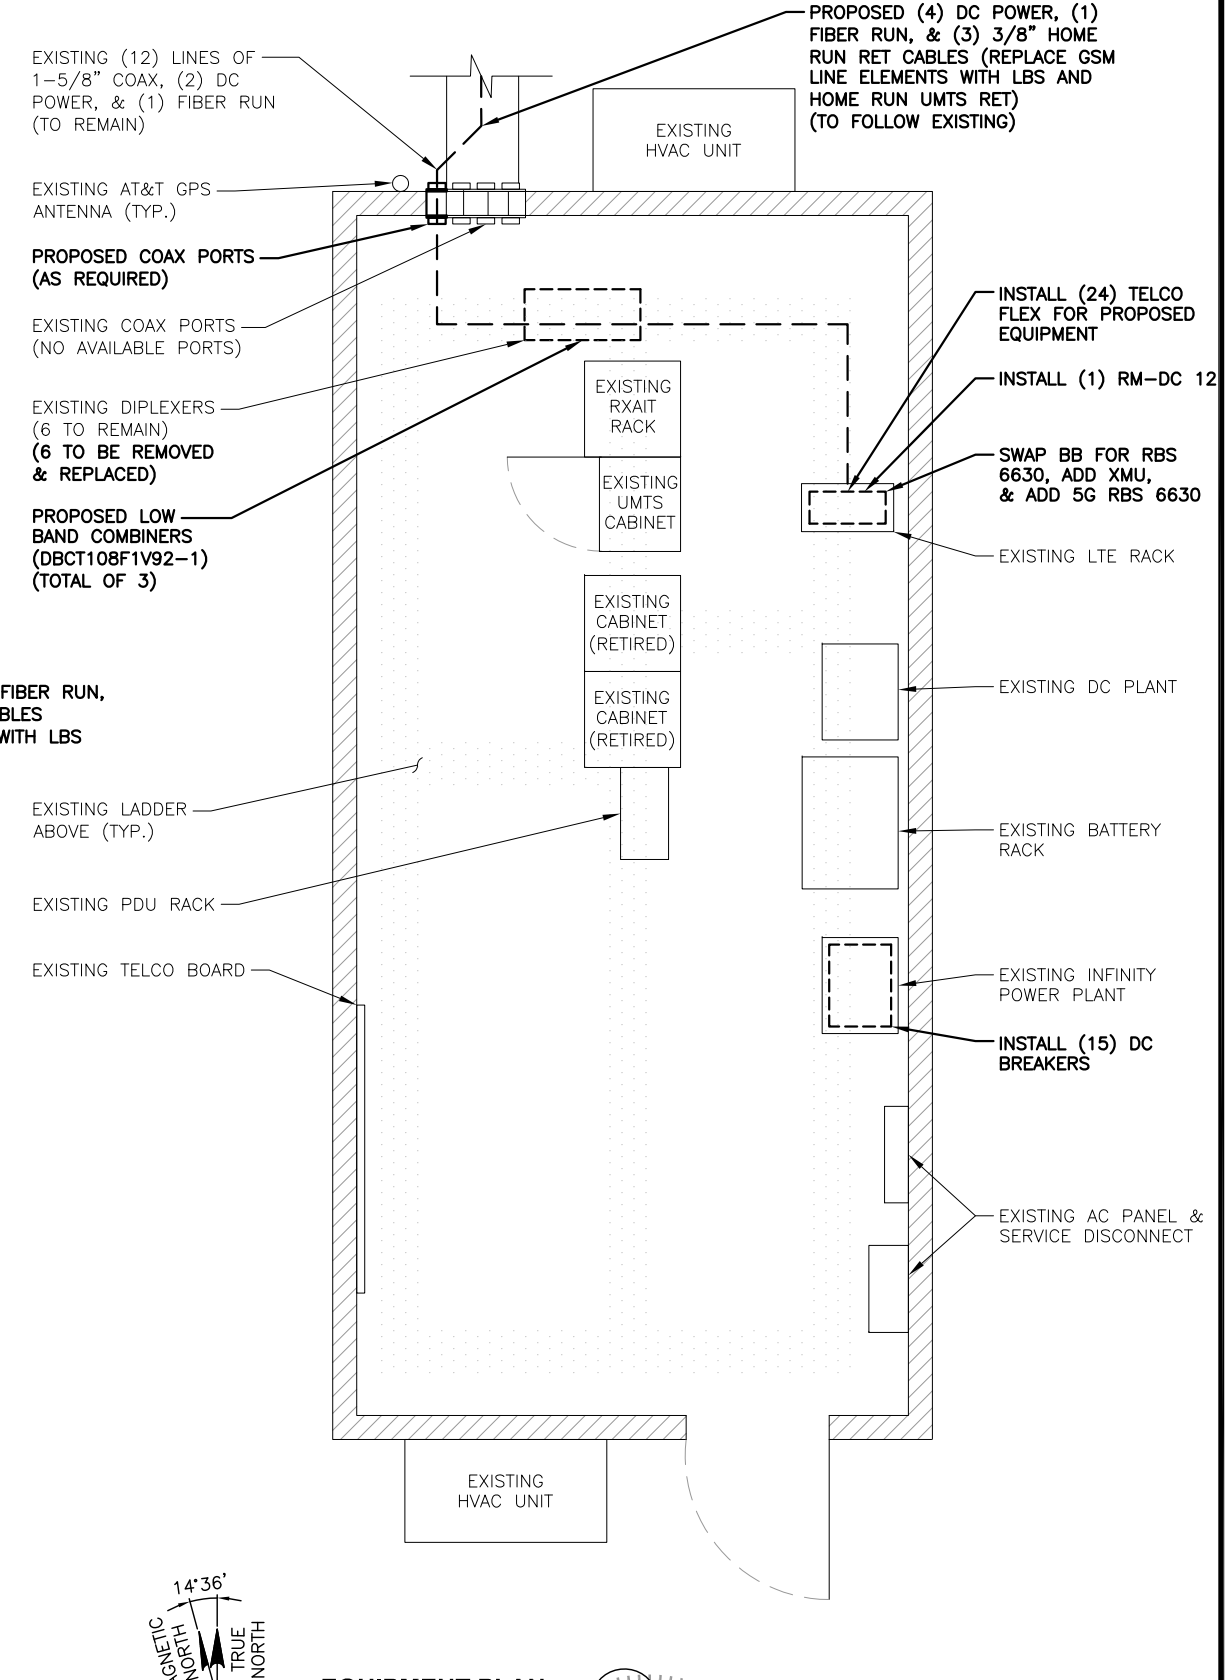 EXISTING (12) LINES OF
1-5/8" COAX, (2) DC
POWER, & (1) FIBER RUN
(TO REMAIN)
PROPOSED (4) DC POWER, (1)
FIBER RUN, & (3) 3/8" HOME
RUN RET CABLES (REPLACE GSM
LINE ELEMENTS WITH LBS AND
HOME RUN UMTS RET)
(TO FOLLOW EXISTING)
EXISTING
HVAC UNIT
EXISTING AT&T GPS
ANTENNA (TYP.)
PROPOSED COAX PORTS
(AS REQUIRED)
EXISTING COAX PORTS
(NO AVAILABLE PORTS)
EXISTING DIPLEXERS
(6 TO REMAIN)
(6 TO BE REMOVED
& REPLACED)
PROPOSED LOW
BAND COMBINERS
(DBCT108F1V92-1)
(TOTAL OF 3)
INSTALL (24) TELCO
FLEX FOR PROPOSED
EQUIPMENT
INSTALL (1) RM-DC 12
SWAP BB FOR RBS
6630, ADD XMU,
& ADD 5G RBS 6630
EXISTING LTE RACK
EXISTING
RXAIT
RACK
EXISTING
UMTS
CABINET
EXISTING
CABINET
(RETIRED)
EXISTING
CABINET
(RETIRED)
FIBER RUN,
BLES
WITH LBS
EXISTING DC PLANT
EXISTING LADDER
ABOVE (TYP.)
EXISTING BATTERY
RACK
EXISTING PDU RACK
EXISTING TELCO BOARD
EXISTING INFINITY
POWER PLANT
INSTALL (15) DC
BREAKERS
EXISTING AC PANEL &
SERVICE DISCONNECT
EXISTING
HVAC UNIT
14°36'
AGNETIC
NORTH
TRUE
NORTH
EQUIPMENT PLAN